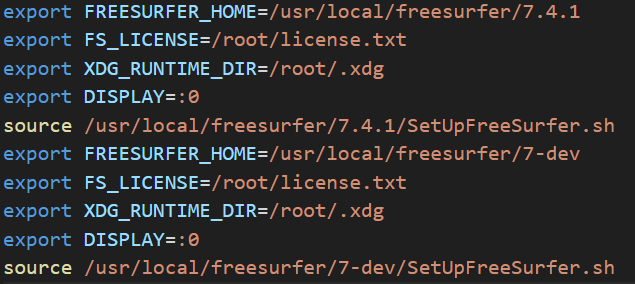 export FREESURFER_HOME=/usr/local/freesurfer/7.4.1
export FS_LICENSE=/root/license.txt
export XDG_RUNTIME_DIR=/root/.xdg
export DISPLAY=:0
source /usr/local/freesurfer/7.4.1/SetUpFreeSurfer.sh
export FREESURFER_HOME=/usr/local/freesurfer/7-dev
export FS_LICENSE=/root/license.txt
export XDG_RUNTIME_DIR=/root/.xdg
export DISPLAY=:0
source /usr/local/freesurfer/7-dev/SetUpFreeSurfer.sh